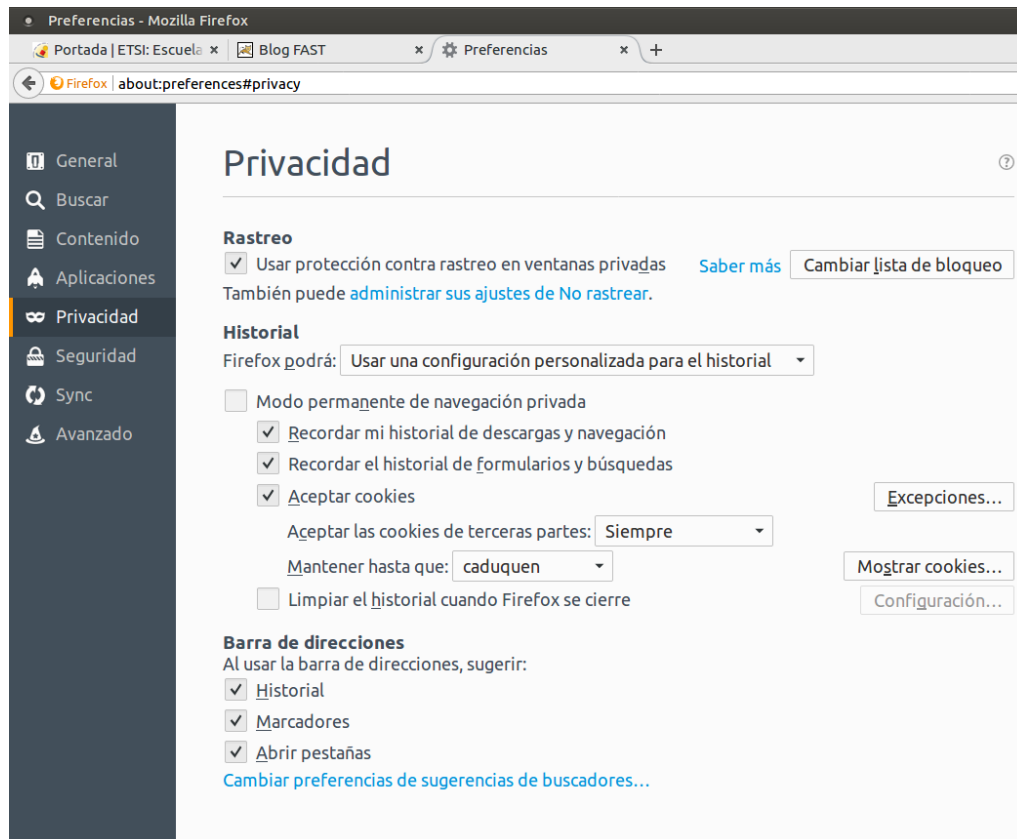 Preferencias - Mozilla Firefox
Portada | ETSI: Escuela × Blog FAST × Preferencias × +
Firefox about:preferences#privacy
General
Buscar
Contenido
Aplicaciones
Privacidad
Seguridad
Sync
Avanzado
Privacidad
Rastreo
Usar protección contra rastreo en ventanas privadas Saber más Cambiar lista de bloqueo
También puede administrar sus ajustes de No rastrear.
Historial
Firefox podrá: Usar una configuración personalizada para el historial
Modo permanente de navegación privada
Recordar mi historial de descargas y navegación
Recordar el historial de formularios y búsquedas
Aceptar cookies Excepciones...
Aceptar las cookies de terceras partes: Siempre
Mantener hasta que: caduquen Mostrar cookies...
Limpiar el historial cuando Firefox se cierre Configuración...
Barra de direcciones
Al usar la barra de direcciones, sugerir:
Historial
Marcadores
Abrir pestañas
Cambiar preferencias de sugerencias de buscadores...